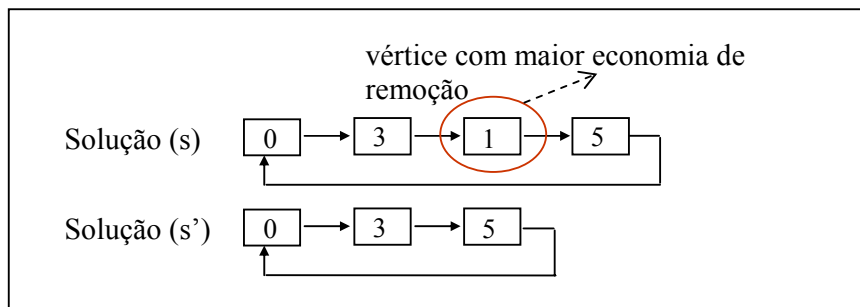 vértice com maior economia de
remoção
Solução (s) 0 3 1 5
Solução (s’) 0 3 5